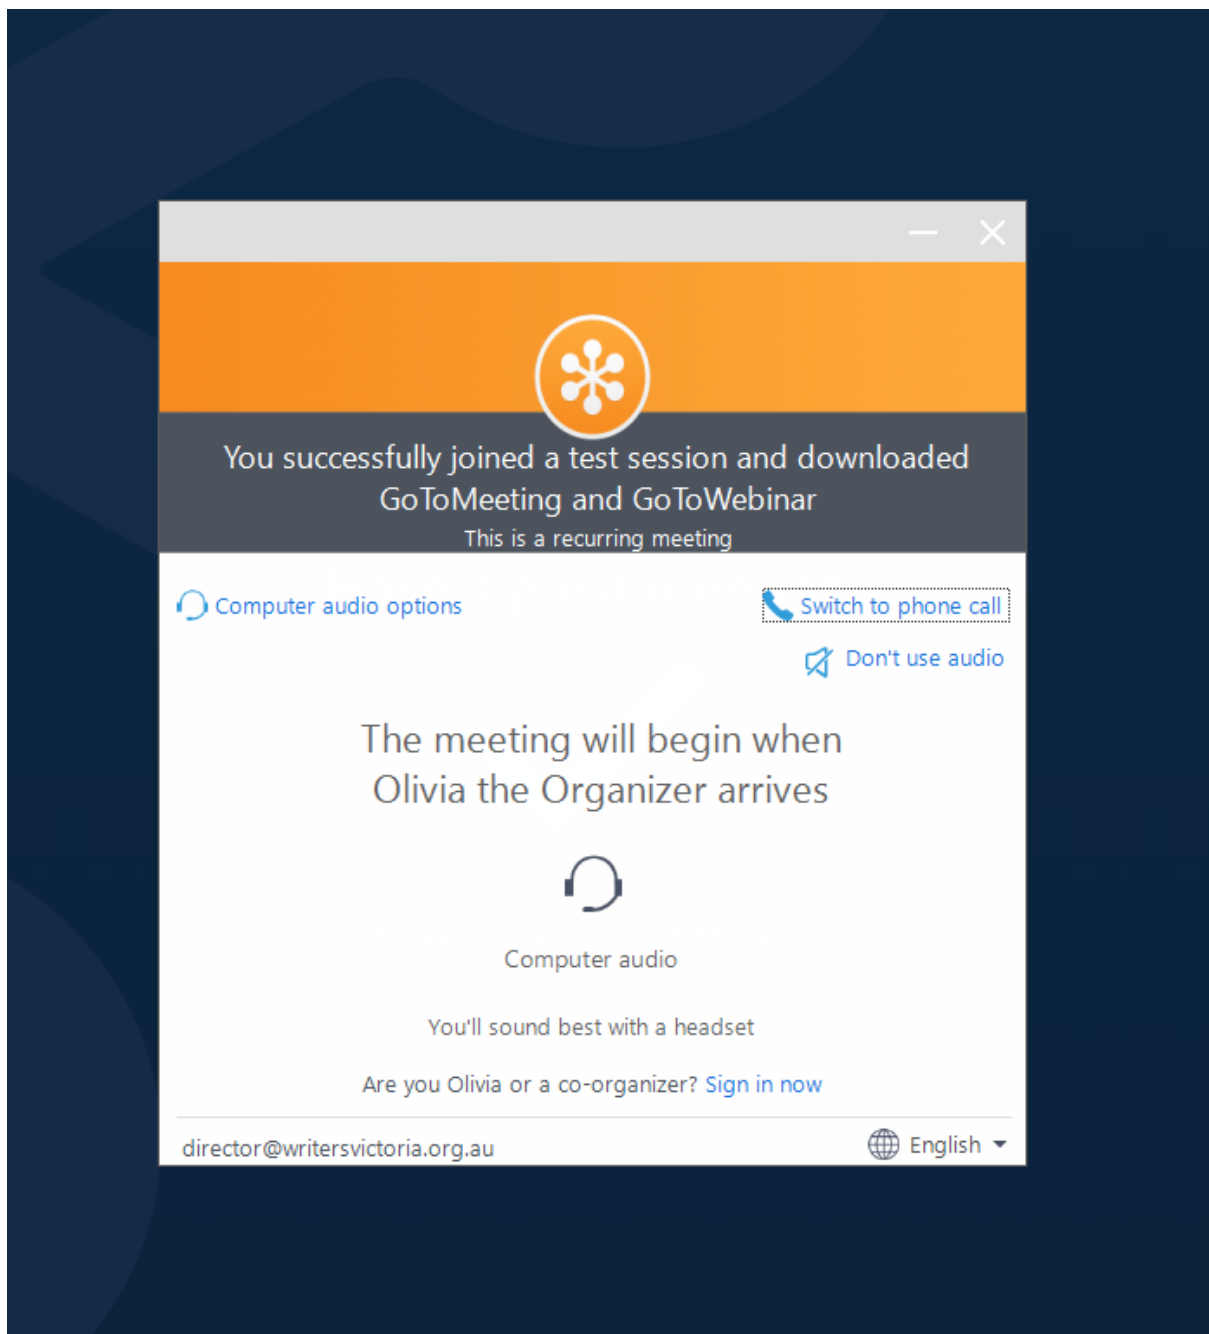 You successfully joined a test session and downloaded
GoToMeeting and GoToWebinar
This is a recurring meeting
Computer audio options
Switch to phone call
Don't use audio
The meeting will begin when
Olivia the Organizer arrives
Computer audio
You'll sound best with a headset
Are you Olivia or a co-organizer? Sign in now
director@writersvictoria.org.au
English